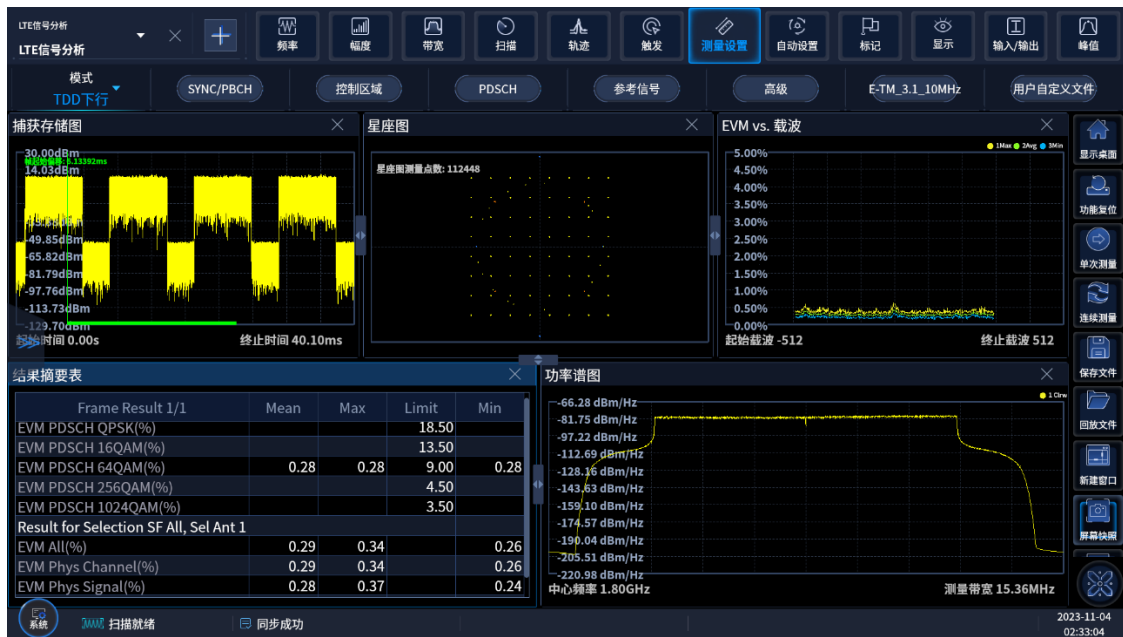 LTE信号分析
LTE信号分析
频率
幅度
带宽
扫描
轨迹
触发
测量设置
自动设置
标记
显示
输入/输出
峰值
模式
TDD下行
SYNC/PBCH
控制区域
PDSCH
参考信号
高级
E-TM_3.1_10MHz
用户自定义文件
捕获存储图
30.00dBm
6.13392ms
14.03dBm
-49.85dBm
-65.82dBm
-81.79dBm
-97.76dBm
-113.73dBm
-129.70dBm
起始时间 0.00s
终止时间 40.10ms
星座图
星座图测量点数: 112448
EVM vs. 载波
1Max 2Avg 3Min
5.00%
4.50%
4.00%
3.50%
3.00%
2.50%
2.00%
1.50%
1.00%
0.50%
0.00%
起始载波 -512
终止载波 512
显示桌面
功能复位
单次测量
连续测量
保存文件
回放文件
新建窗口
屏幕快照
结果摘要表
Frame Result 1/1 Mean Max Limit Min
EVM PDSCH QPSK(%) 18.50
EVM PDSCH 16QAM(%) 13.50
EVM PDSCH 64QAM(%) 0.28 0.28 9.00 0.28
EVM PDSCH 256QAM(%) 4.50
EVM PDSCH 1024QAM(%) 3.50
Result for Selection SF All, Sel Ant 1
EVM All(%) 0.29 0.34 0.26
EVM Phys Channel(%) 0.29 0.34 0.26
EVM Phys Signal(%) 0.28 0.37 0.24
功率谱图
1 Clrw
-66.28 dBm/Hz
-81.75 dBm/Hz
-97.22 dBm/Hz
-112.69 dBm/Hz
-128.16 dBm/Hz
-143.63 dBm/Hz
-159.10 dBm/Hz
-174.57 dBm/Hz
-190.04 dBm/Hz
-205.51 dBm/Hz
-220.98 dBm/Hz
中心频率 1.80GHz
测量带宽 15.36MHz
系统
扫描就绪
同步成功
2023-11-04
02:33:04